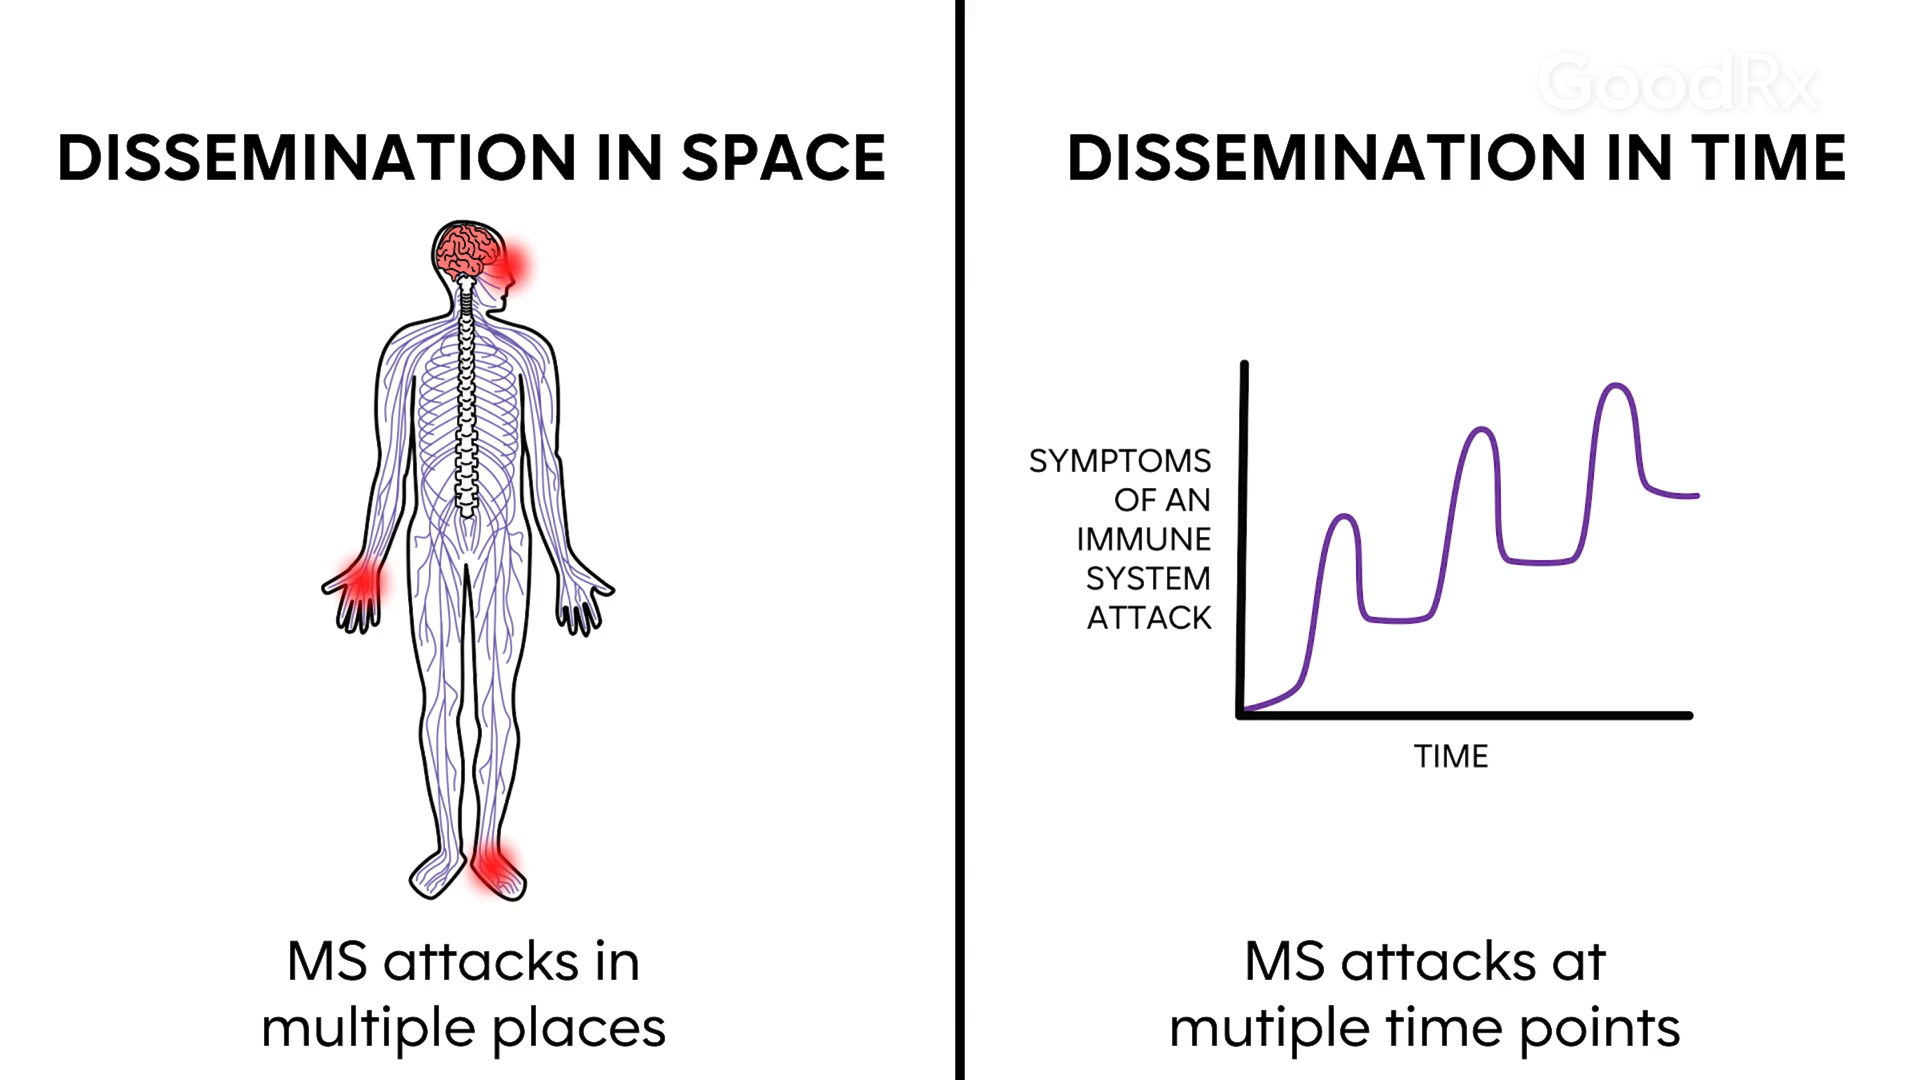 GoodRx
DISSEMINATION IN SPACE
MS attacks in
multiple places
DISSEMINATION IN TIME
SYMPTOMS
OF AN
IMMUNE
SYSTEM
ATTACK
TIME
MS attacks at
mutiple time points